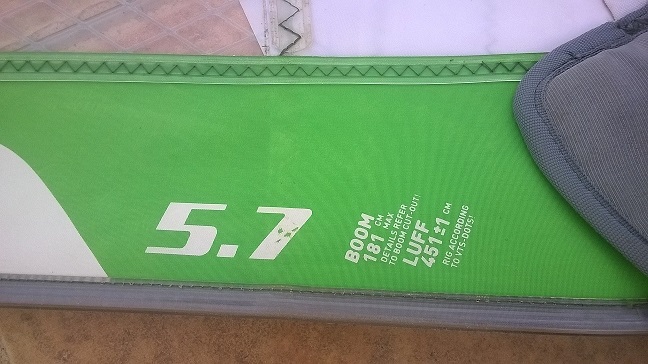 5.7
BOOM
181 CM MAX
DETAILS REFER
TO BOOM CUT-OUT!
LUFF
451±1 CM
RIG ACCORDING
TO VTS-DOTS!